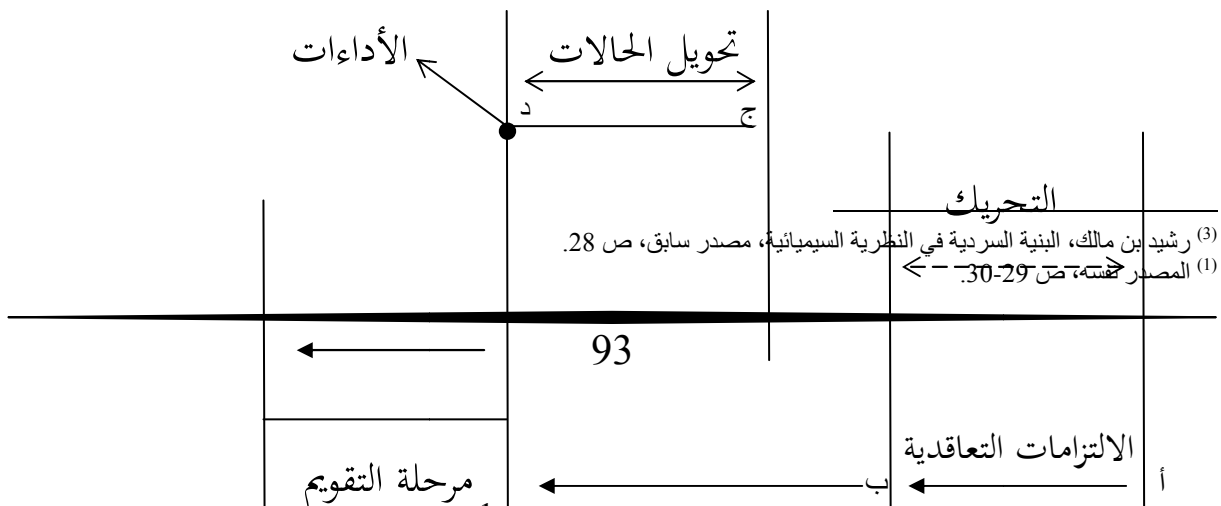 تحويل الحالات
الأداءات
ج
د
التحريك
(3) رشيد بن مالك، البنية السردية في النظرية السيميائية، مصدر سابق، ص 28.
(1) المصدر نفسه، ص 29-30.
93
الالتزامات التعاقدية
أ
ب
مرحلة التقويم